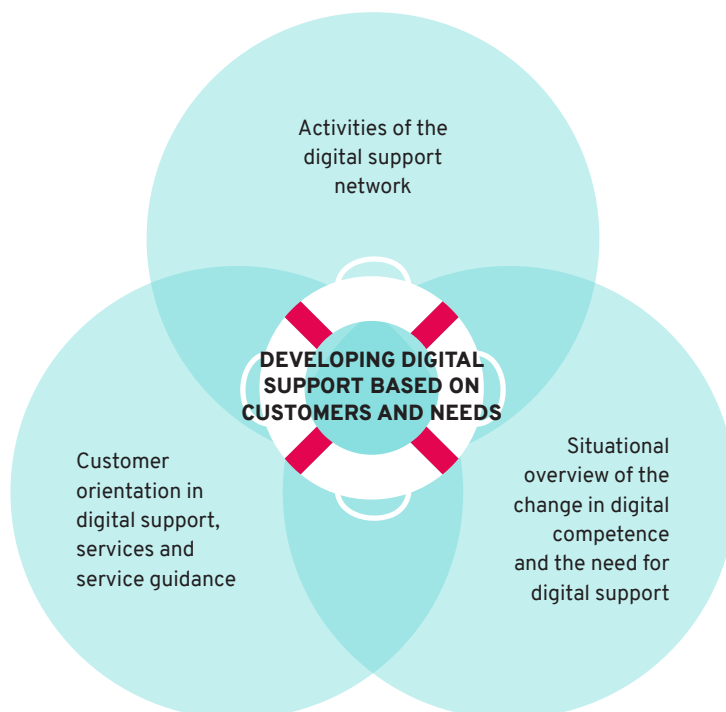 Activities of the
digital support
network
DEVELOPING DIGITAL
SUPPORT BASED ON
CUSTOMERS AND NEEDS
Customer
orientation in
digital support,
services and
service guidance
Situational
overview of the
change in digital
competence
and the need for
digital support